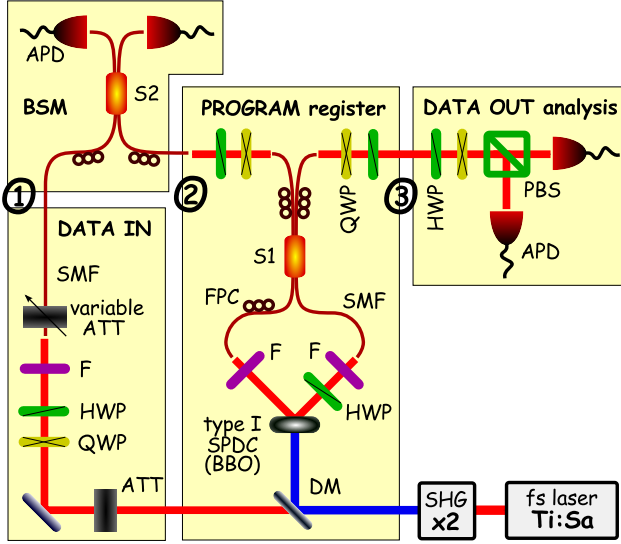 APD
S2
BSM
PROGRAM register
DATA OUT analysis
1
2
3
QWP
HWP
PBS
APD
DATA IN
S1
SMF
variable
ATT
FPC
SMF
F
F
F
HWP
HWP
QWP
type I
SPDC
(BBO)
ATT
DM
SHG
x2
fs laser
Ti:Sa